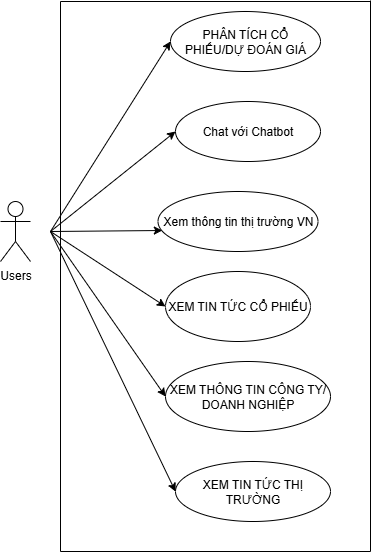 PHÂN TÍCH CỔ
PHIẾU/DỰ ĐOÁN GIÁ
Chat với Chatbot
Xem thông tin thị trường VN
Users
XEM TIN TỨC CỔ PHIẾU
XEM THÔNG TIN CÔNG TY/
DOANH NGHIỆP
XEM TIN TỨC THỊ
TRƯỜNG